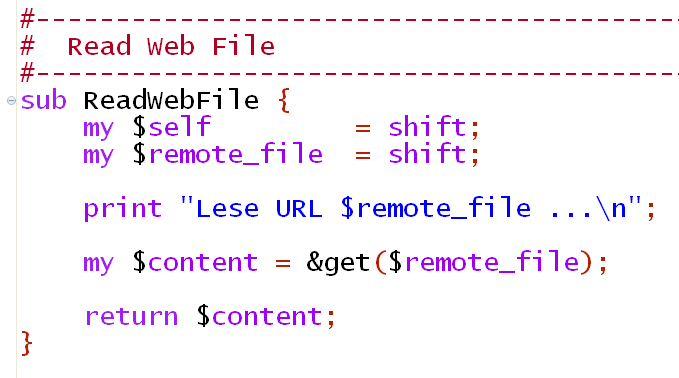 #-----------------------------------------
#  Read Web File
#-----------------------------------------
sub ReadWebFile {
    my $self         = shift;
    my $remote_file  = shift;

    print "Lese URL $remote_file ...\n";

    my $content = &get($remote_file);

    return $content;
}